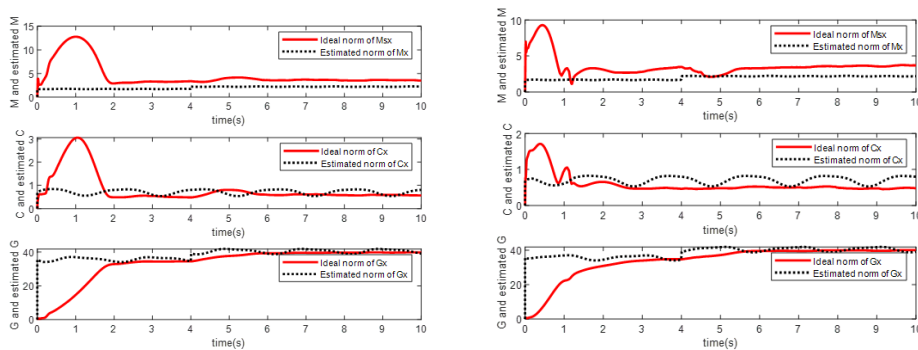 M and estimated M
15
10
5
0
Ideal norm of Msx
Estimated norm of Mx
0 1 2 3 4 5 6 7 8 9 10
time(s)
C and estimated C
3
2
1
0
Ideal norm of Cx
Estimated norm of Cx
0 1 2 3 4 5 6 7 8 9 10
time(s)
G and estimated G
40
20
0
Ideal norm of Gx
Estimated norm of Gx
0 1 2 3 4 5 6 7 8 9 10
time(s)
M and estimated M
10
5
0
Ideal norm of Msx
Estimated norm of Mx
0 1 2 3 4 5 6 7 8 9 10
time(s)
C and estimated C
2
1
0
Ideal norm of Cx
Estimated norm of Cx
0 1 2 3 4 5 6 7 8 9 10
time(s)
G and estimated G
40
20
0
Ideal norm of Gx
Estimated norm of Gx
0 1 2 3 4 5 6 7 8 9 10
time(s)